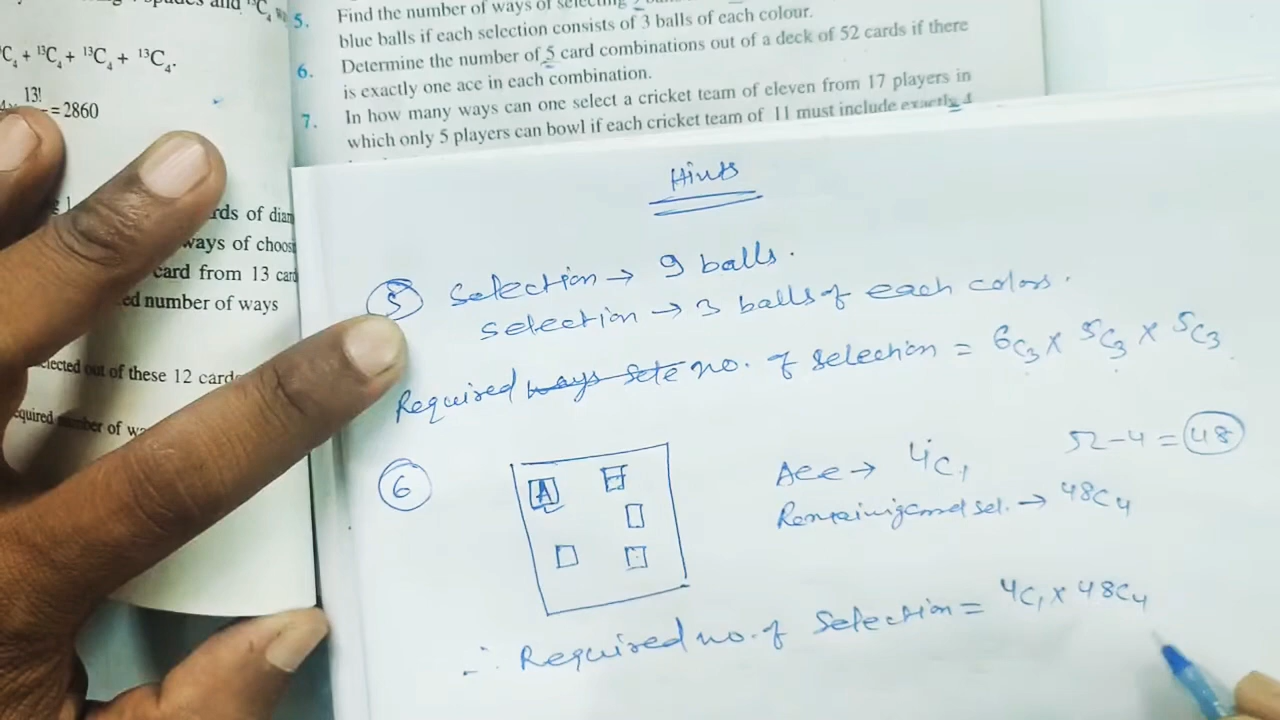 spades and ¹³C₄
C₄ + ¹³C₄ + ¹³C₄ + ¹³C₄.
13!
= 2860
rds of diam
ways of choosi
card from 13 card
ed number of ways
elected out of these 12 cards
equired number of wa
5. Find the number of ways of selecting
blue balls if each selection consists of 3 balls of each colour.
6. Determine the number of 5 card combinations out of a deck of 52 cards if there
is exactly one ace in each combination.
7. In how many ways can one select a cricket team of eleven from 17 players in
which only 5 players can bowl if each cricket team of 11 must include exactly 4
Hints
5 Selection → 9 balls.
Selection → 3 balls of each colors.
Required no. of selection = 6C₃ × 5C₃ × 5C₃
6
A
Ace → 4C₁
52-4 = 48
Remaining sel. → 48C₄
∴ Required no. of Selection = 4C₁ × 48C₄